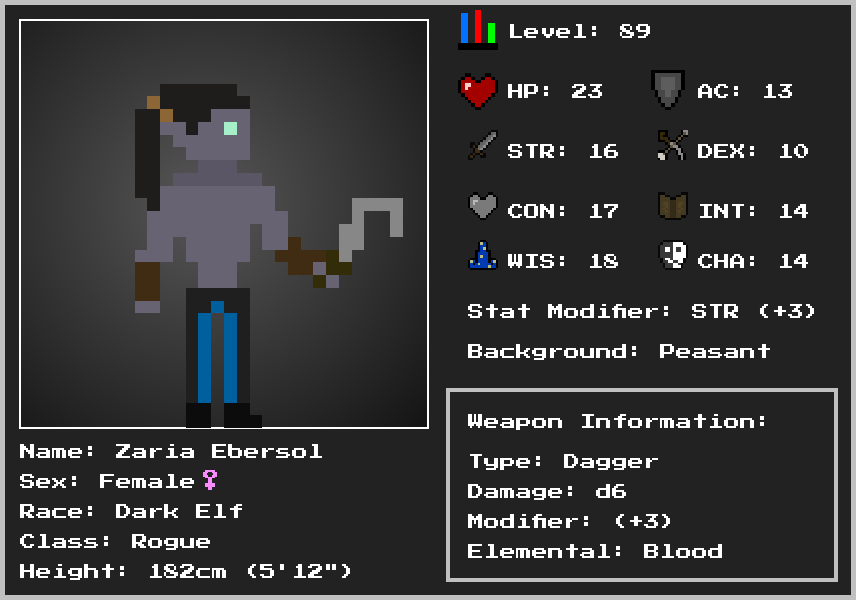 Level: 89
HP: 23 AC: 13
STR: 16 DEX: 10
CON: 17 INT: 14
WIS: 18 CHA: 14
Stat Modifier: STR (+3)
Background: Peasant
Weapon Information:
Type: Dagger
Damage: d6
Modifier: (+3)
Elemental: Blood
Name: Zaria Ebersol
Sex: Female♀
Race: Dark Elf
Class: Rogue
Height: 182cm (5'12")